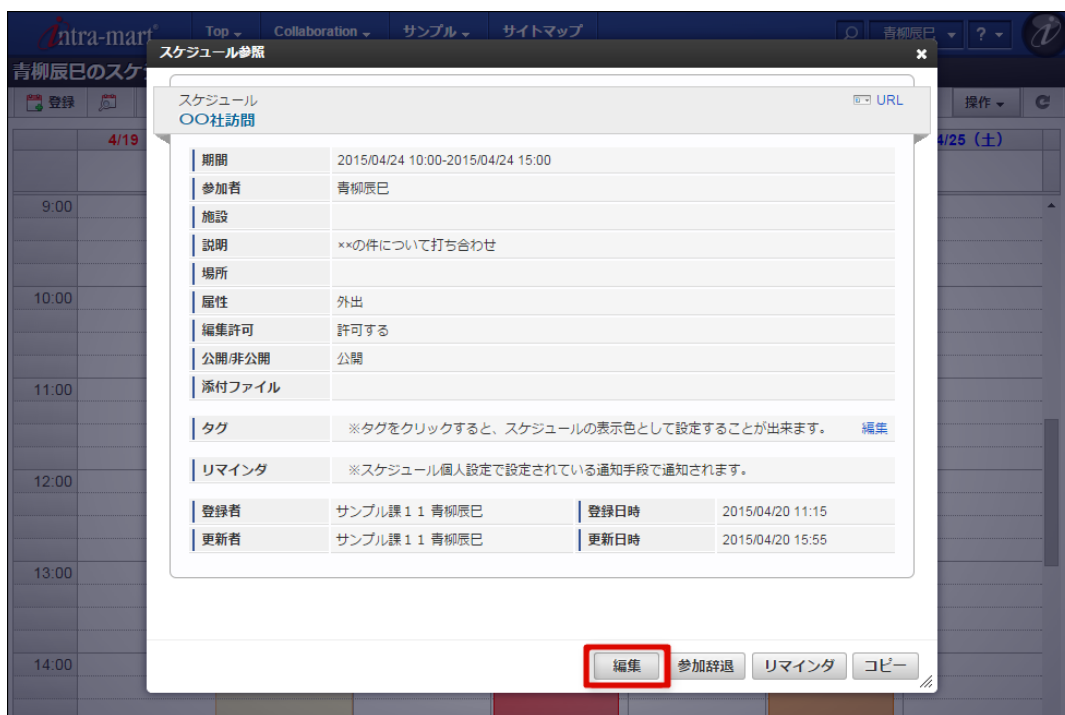 intra-mart Top Collaboration サンプル サイトマップ 青柳辰巳 ?
青柳辰巳のスケ
スケジュール参照
登録 操作
スケジュール URL
〇〇社訪問
4/19 4/25（土）
期間 2015/04/24 10:00-2015/04/24 15:00
参加者 青柳辰巳
施設
説明 ××の件について打ち合わせ
場所
属性 外出
編集許可 許可する
公開/非公開 公開
添付ファイル
タグ ※タグをクリックすると、スケジュールの表示色として設定することが出来ます。 編集
リマインダ ※スケジュール個人設定で設定されている通知手段で通知されます。
登録者 サンプル課１１ 青柳辰巳 登録日時 2015/04/20 11:15
更新者 サンプル課１１ 青柳辰巳 更新日時 2015/04/20 15:55
9:00
10:00
11:00
12:00
13:00
14:00
編集 参加辞退 リマインダ コピー